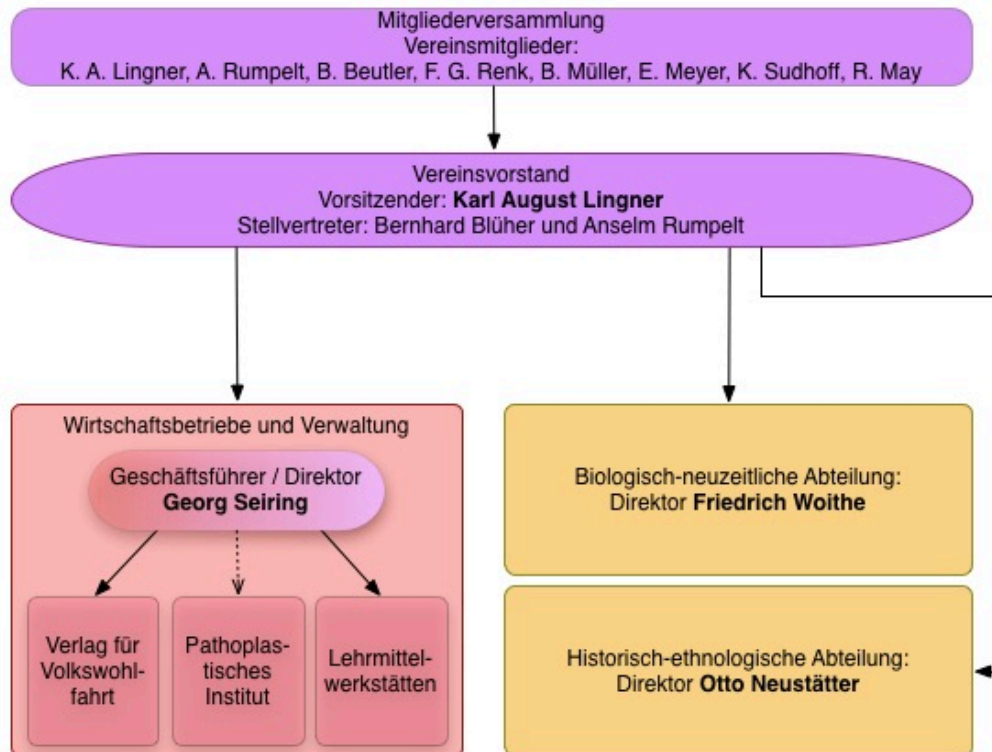 Mitgliederversammlung
Vereinsmitglieder:
K. A. Lingner, A. Rumpelt, B. Beutler, F. G. Renk, B. Müller, E. Meyer, K. Sudhoff, R. May
Vereinsvorstand
Vorsitzender: Karl August Lingner
Stellvertreter: Bernhard Blüher und Anselm Rumpelt
Wirtschaftsbetriebe und Verwaltung
Geschäftsführer / Direktor
Georg Seiring
Verlag für
Volkswohl-
fahrt
Pathoplas-
tisches
Institut
Lehrmittel-
werkstätten
Biologisch-neuzeitliche Abteilung:
Direktor Friedrich Woithe
Historisch-ethnologische Abteilung:
Direktor Otto Neustätter